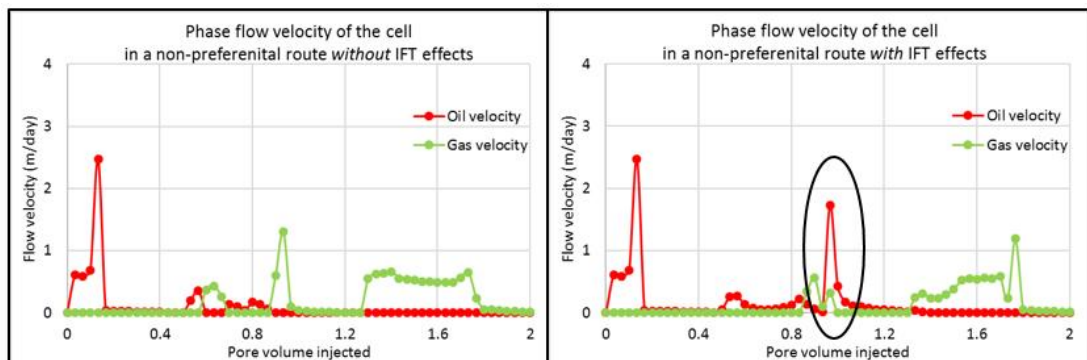 Phase flow velocity of the cell
in a non-preferenital route without IFT effects
4
3
2
1
0
Flow velocity (m/day)
Oil velocity
Gas velocity
0 0.4 0.8 1.2 1.6 2
Pore volume injected
Phase flow velocity of the cell
in a non-preferenital route with IFT effects
4
3
2
1
0
Flow velocity (m/day)
Oil velocity
Gas velocity
0 0.4 0.8 1.2 1.6 2
Pore volume injected